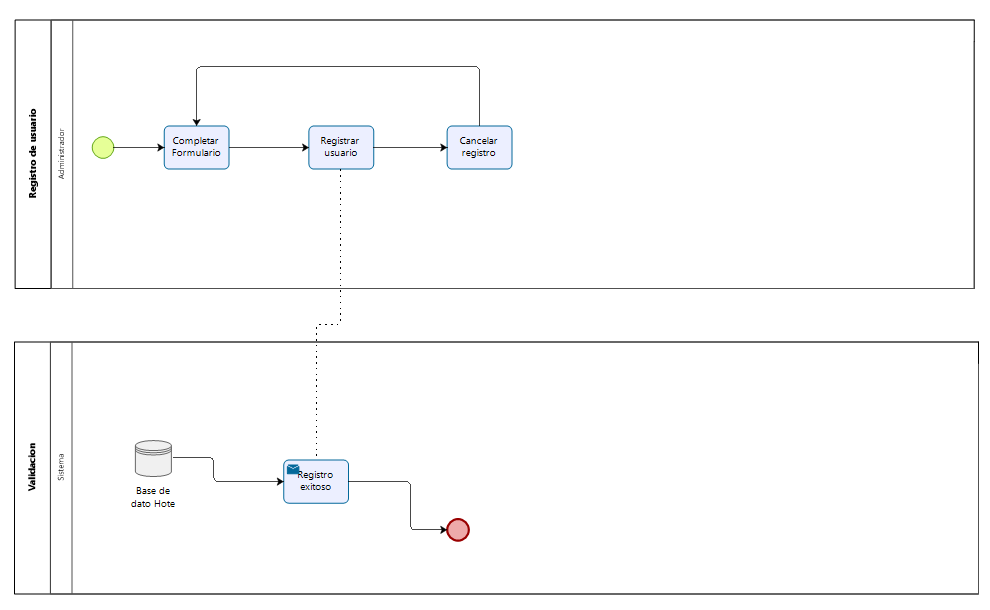 Registro de usuario
Administrador
Completar
Formulario
Registrar
usuario
Cancelar
registro
Validacion
Sistema
Base de
dato Hote
Registro
exitoso